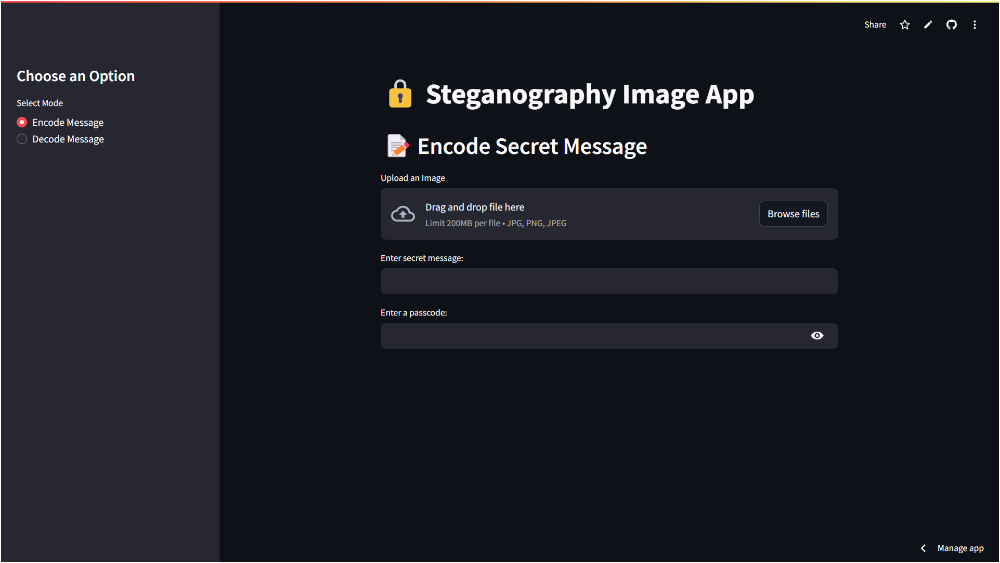 Share
Choose an Option
Select Mode
Encode Message
Decode Message
Steganography Image App
Encode Secret Message
Upload an Image
Drag and drop file here
Limit 200MB per file • JPG, PNG, JPEG
Browse files
Enter secret message:
Enter a passcode:
Manage app